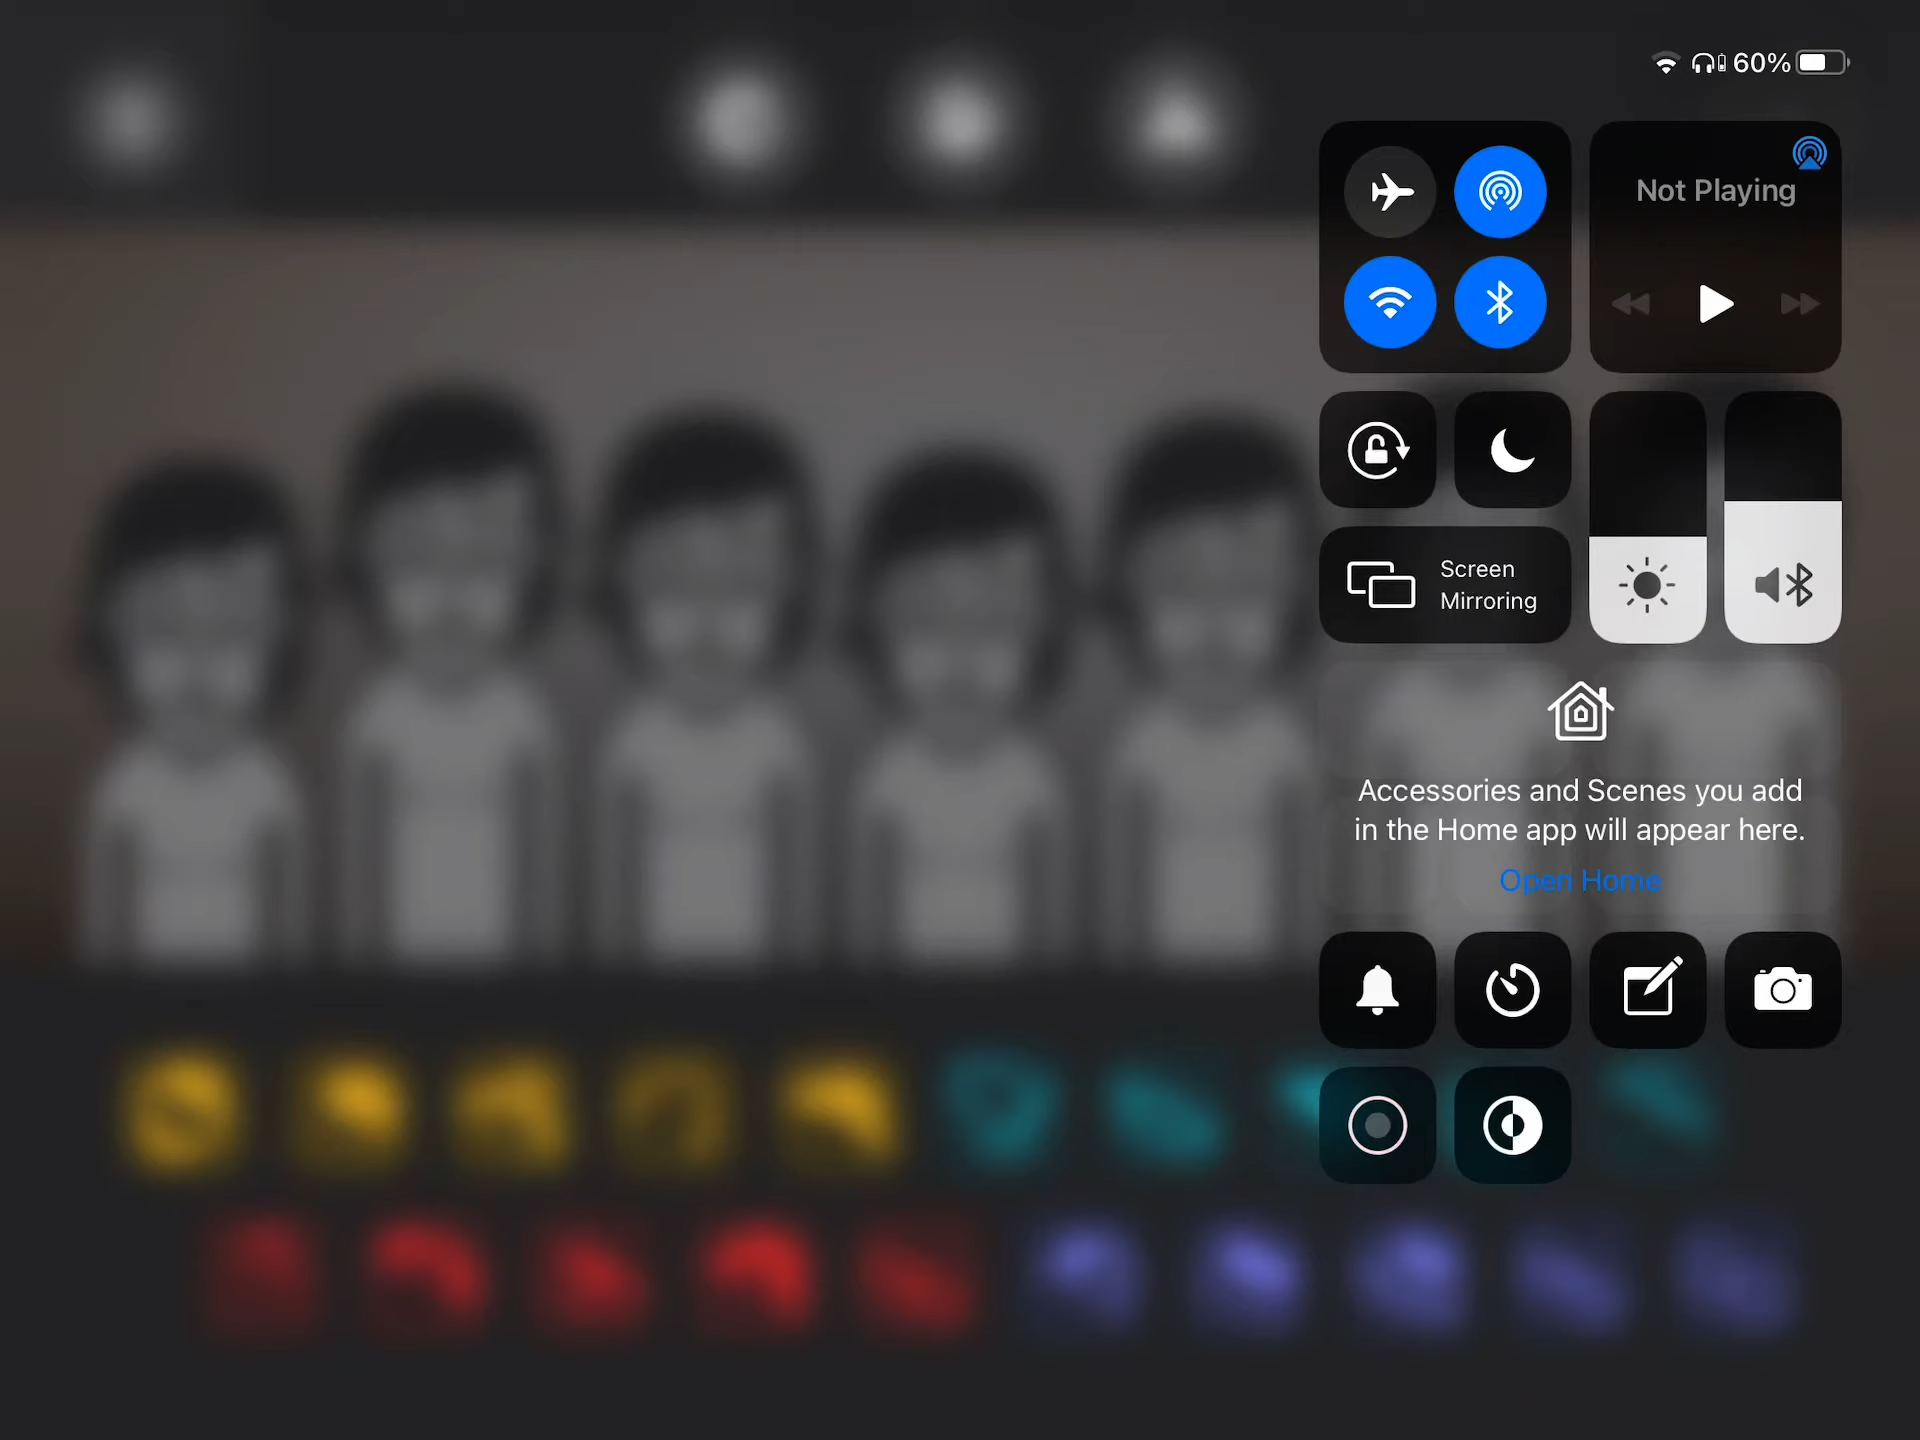 60%
Not Playing
Screen
Mirroring
Accessories and Scenes you add
in the Home app will appear here.
Open Home